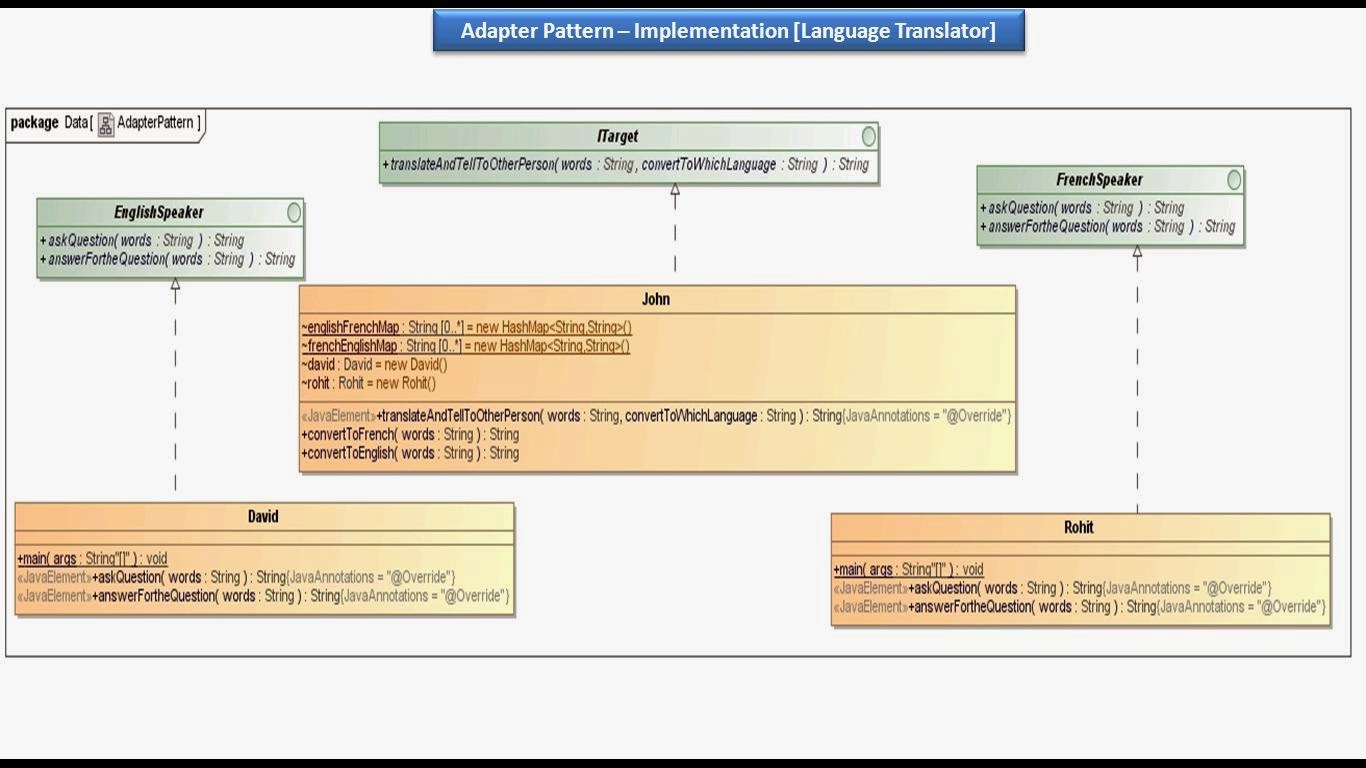 Adapter Pattern – Implementation [Language Translator]
package Data[ AdapterPattern ]
ITarget
+translateAndTellToOtherPerson( words : String, convertToWhichLanguage : String ) : String
FrenchSpeaker
+askQuestion( words : String ) : String
+answerFortheQuestion( words : String ) : String
EnglishSpeaker
+askQuestion( words : String ) : String
+answerFortheQuestion( words : String ) : String
John
~englishFrenchMap : String [0..*] = new HashMap<String,String>()
~frenchEnglishMap : String [0..*] = new HashMap<String,String>()
~david : David = new David()
~rohit : Rohit = new Rohit()
«JavaElement»+translateAndTellToOtherPerson( words : String, convertToWhichLanguage : String ) : String{JavaAnnotations = "@Override"}
+convertToFrench( words : String ) : String
+convertToEnglish( words : String ) : String
David
+main( args : String"[]" ) : void
«JavaElement»+askQuestion( words : String ) : String{JavaAnnotations = "@Override"}
«JavaElement»+answerFortheQuestion( words : String ) : String{JavaAnnotations = "@Override"}
Rohit
+main( args : String"[]" ) : void
«JavaElement»+askQuestion( words : String ) : String{JavaAnnotations = "@Override"}
«JavaElement»+answerFortheQuestion( words : String ) : String{JavaAnnotations = "@Override"}